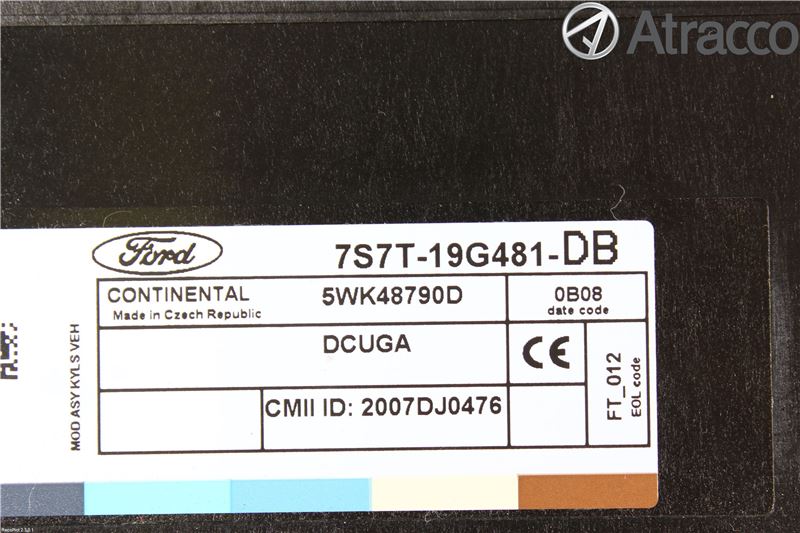 Atracco
Ford
7S7T-19G481-DB
CONTINENTAL
Made in Czech Republic
5WK48790D
0B08
date code
DCUGA
CE
FT_012
EOL code
CMII ID: 2007DJ0476
MOD ASY KYLS VEH